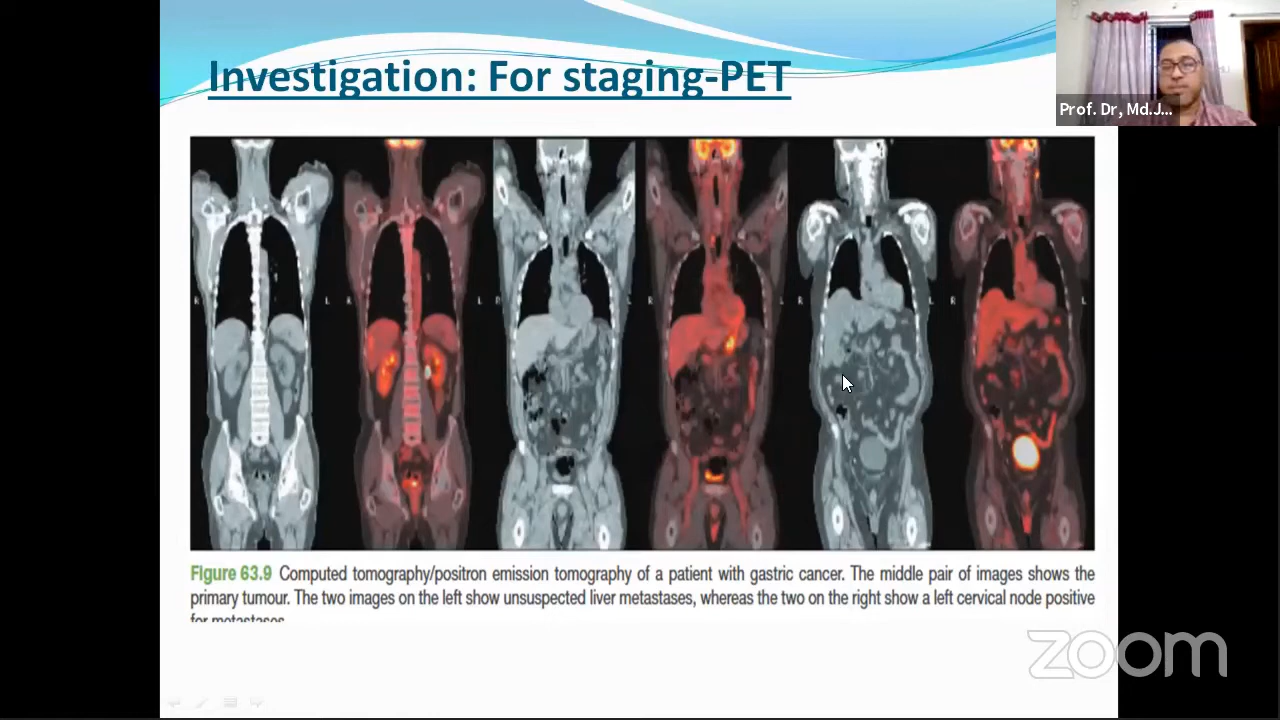 Investigation: For staging-PET
Prof. Dr, Md.J...
R L R L R L R L R L R L
Figure 63.9 Computed tomography/positron emission tomography of a patient with gastric cancer. The middle pair of images shows the
primary tumour. The two images on the left show unsuspected liver metastases, whereas the two on the right show a left cervical node positive
for metastases.
zoom